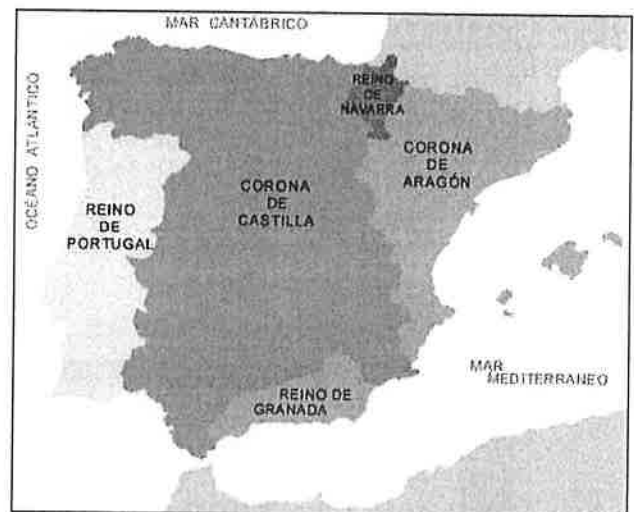 MAR CANTÁBRICO
OCÉANO ATLÁNTICO
REINO
DE
NAVARRA
CORONA
DE
ARAGÓN
CORONA
DE
CASTILLA
REINO
DE
PORTUGAL
MAR
MEDITERRANEO
REINO DE
GRANADA